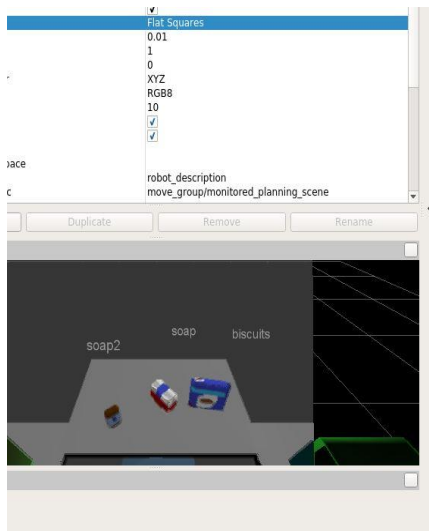 Flat Squares
0.01
1
0
XYZ
RGB8
10
pace
robot_description
c move_group/monitored_planning_scene
Duplicate Remove Rename
soap2 soap biscuits